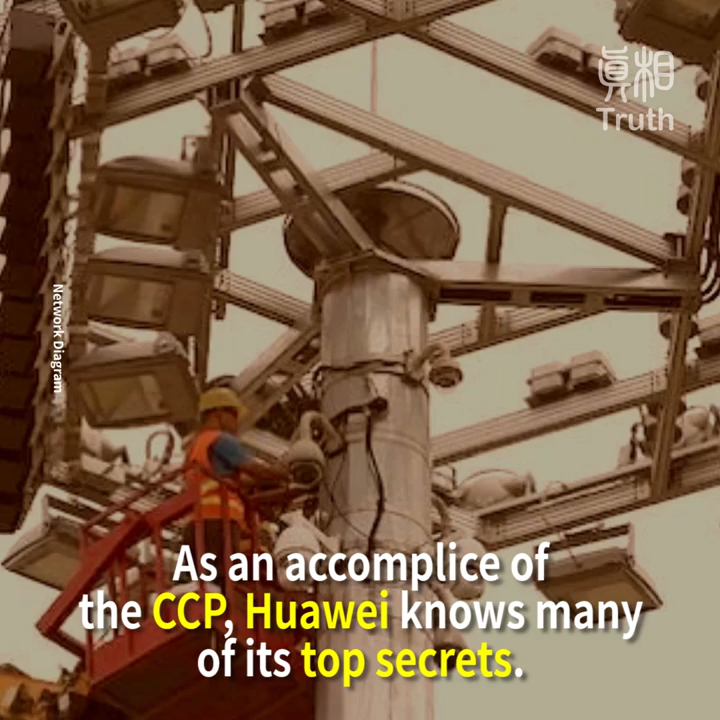 真相
Truth
Network Diagram
As an accomplice of
the CCP, Huawei knows many
of its top secrets.